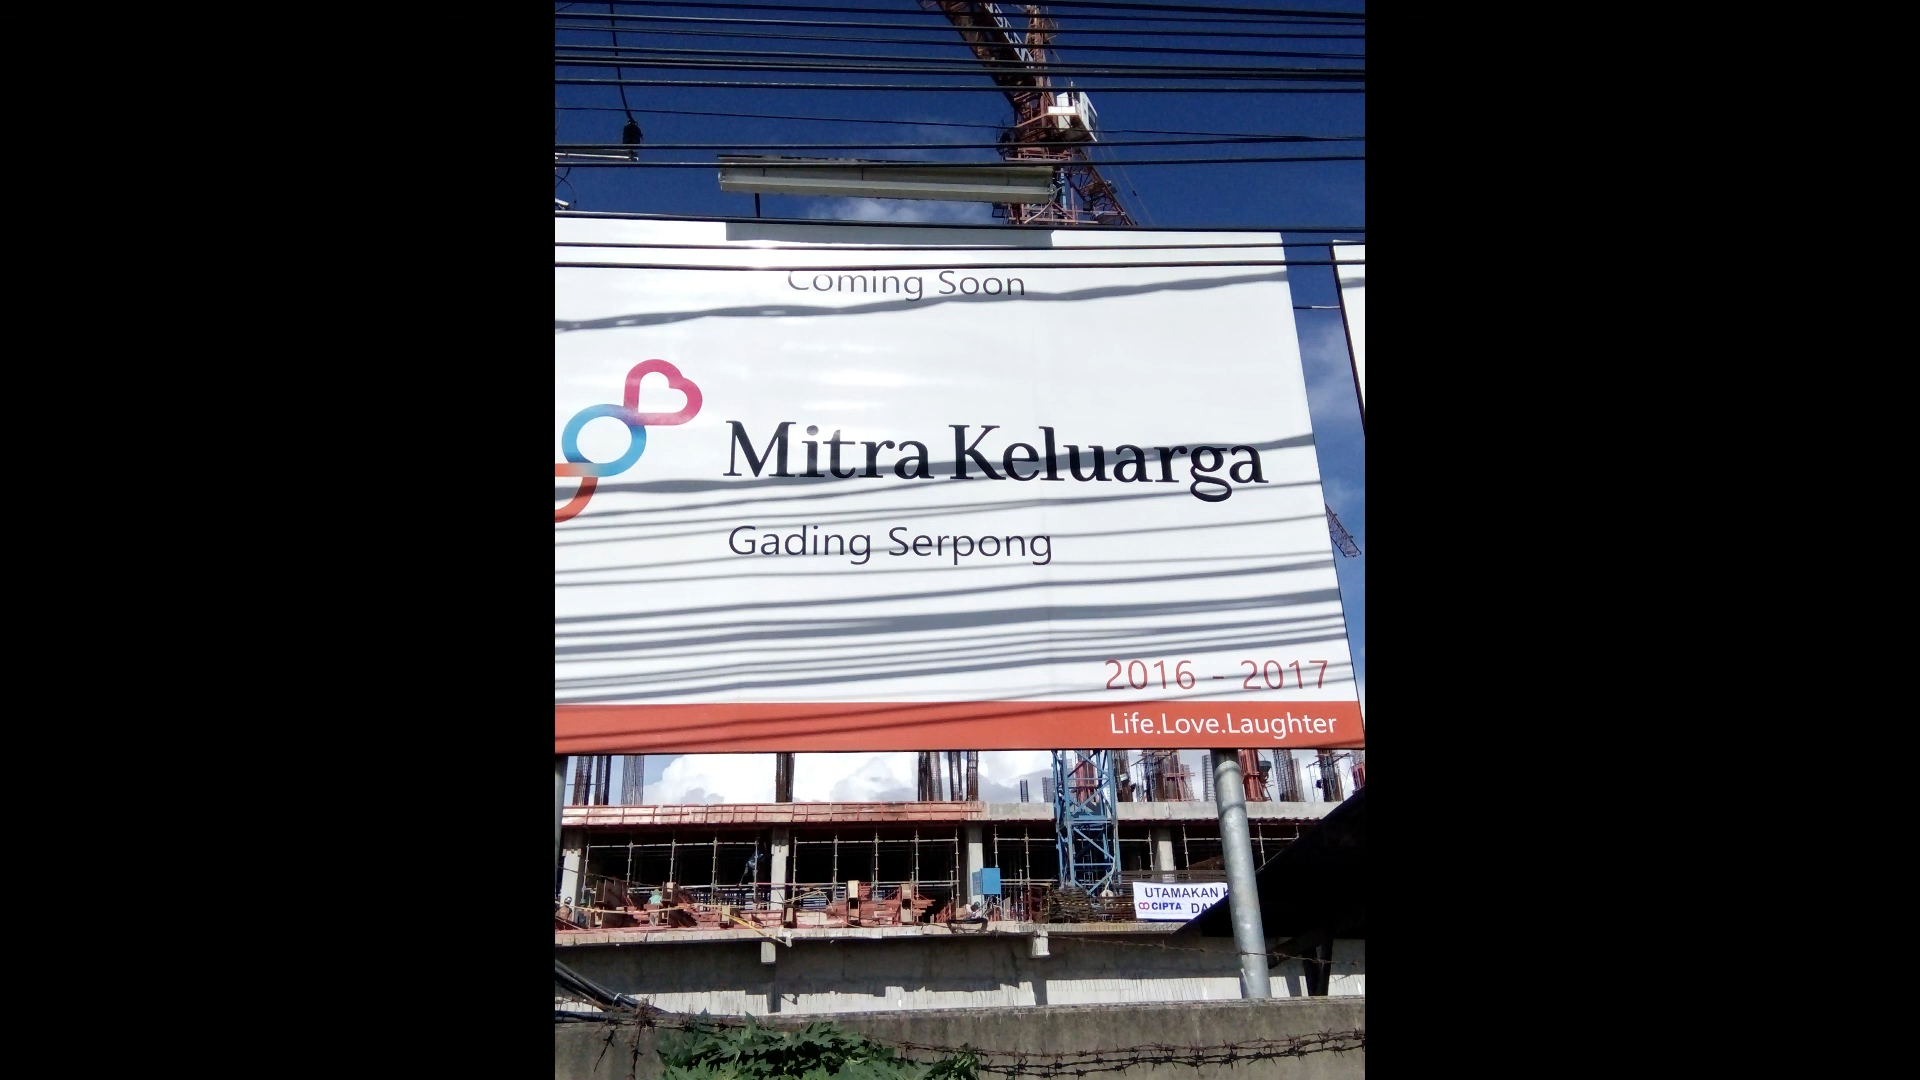 Coming Soon
Mitra Keluarga
Gading Serpong
2016 - 2017
Life.Love.Laughter
UTAMAKAN
CIPTA